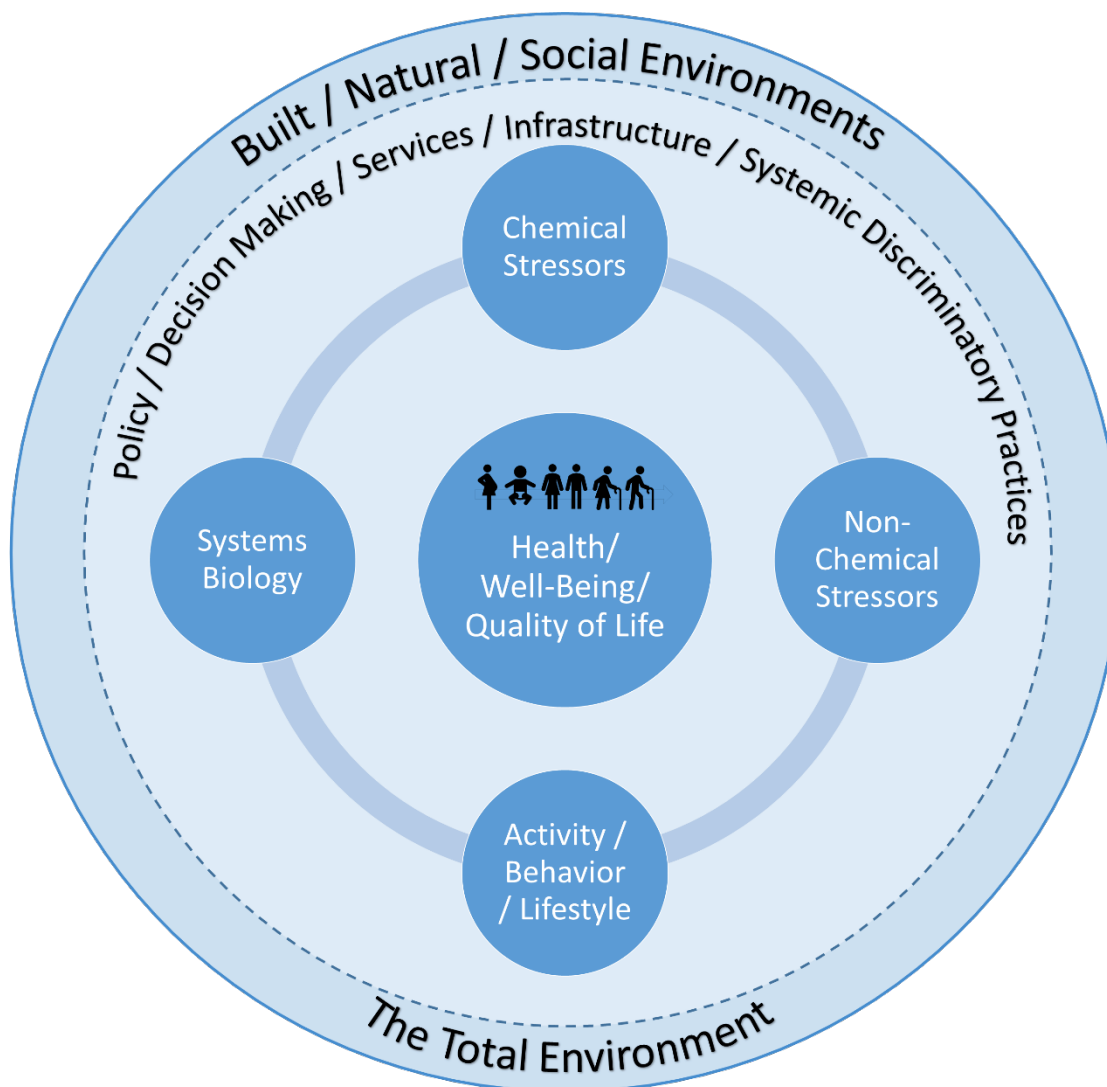 Built / Natural / Social Environments
Policy / Decision Making / Services / Infrastructure / Systemic Discriminatory Practices
Chemical
Stressors
Systems
Biology
Health/
Well-Being/
Quality of Life
Non-
Chemical
Stressors
Activity /
Behavior
/ Lifestyle
The Total Environment